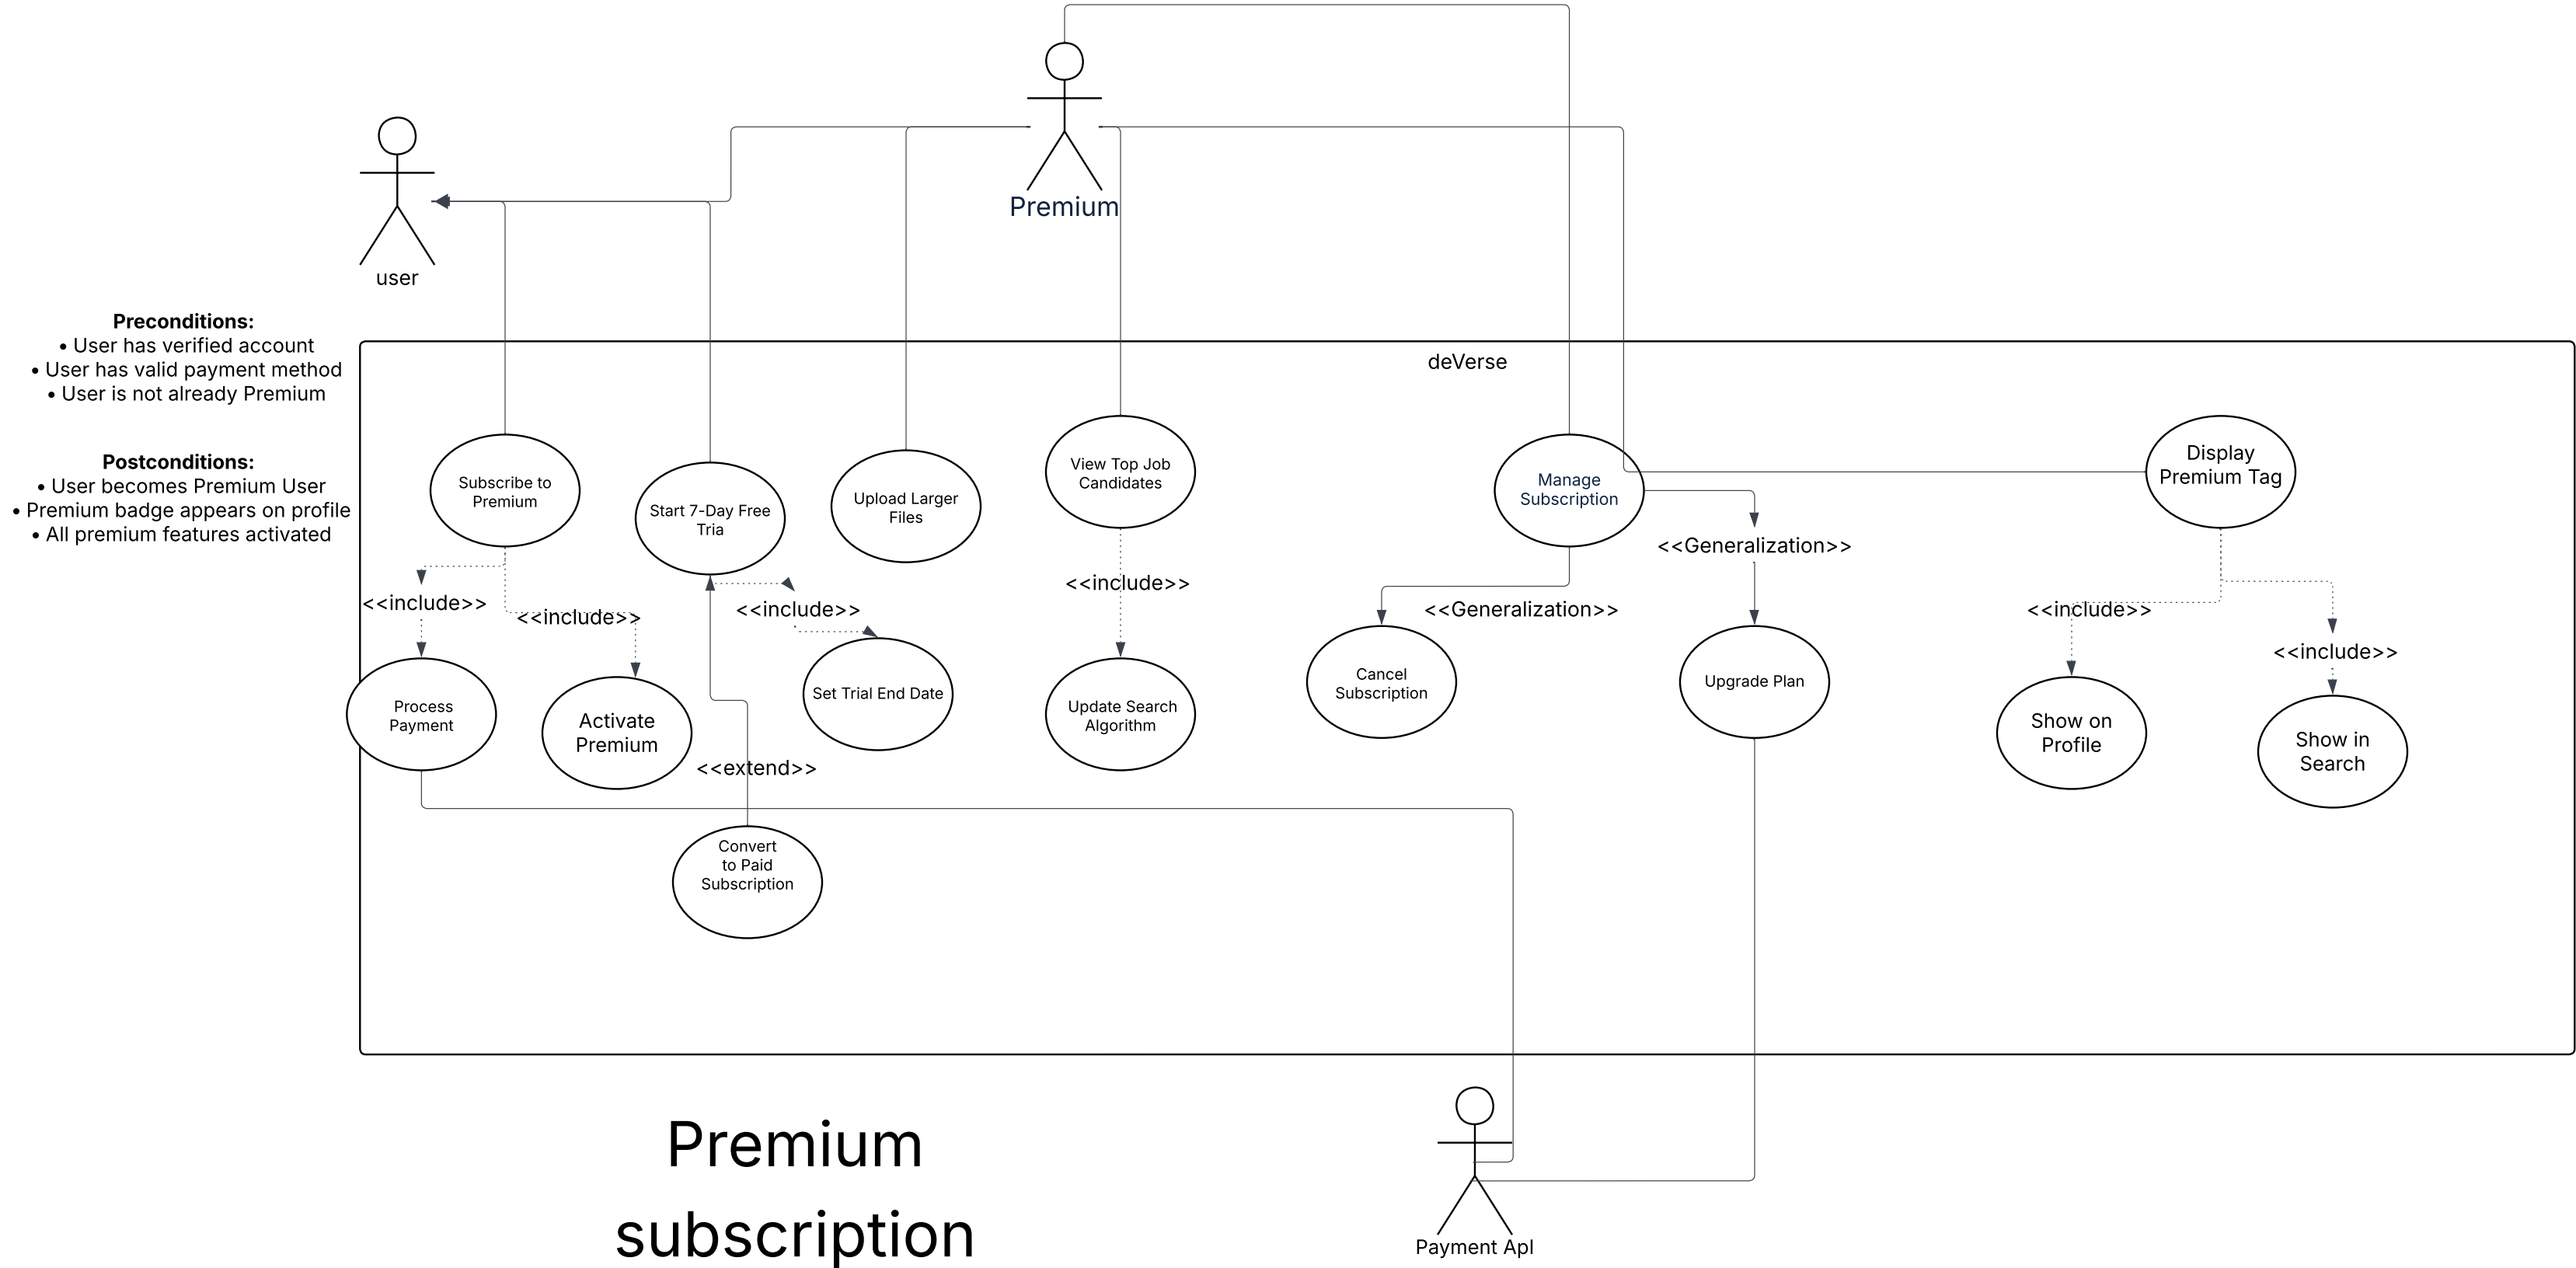 Premium
user
Preconditions:
• User has verified account
• User has valid payment method
• User is not already Premium
Postconditions:
• User becomes Premium User
• Premium badge appears on profile
• All premium features activated
deVerse
Subscribe to
Premium
Start 7-Day Free
Tria
Upload Larger
Files
View Top Job
Candidates
Manage
Subscription
Display
Premium Tag
<<include>>
<<include>>
<<include>>
<<include>>
<<Generalization>>
<<Generalization>>
<<include>>
<<include>>
Process
Payment
Activate
Premium
Set Trial End Date
Update Search
Algorithm
Cancel
Subscription
Upgrade Plan
Show on
Profile
Show in
Search
<<extend>>
Convert
to Paid
Subscription
Premium
subscription
Payment ApI